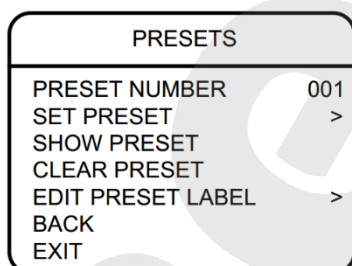 PRESETS
PRESET NUMBER 001
SET PRESET >
SHOW PRESET
CLEAR PRESET
EDIT PRESET LABEL >
BACK
EXIT